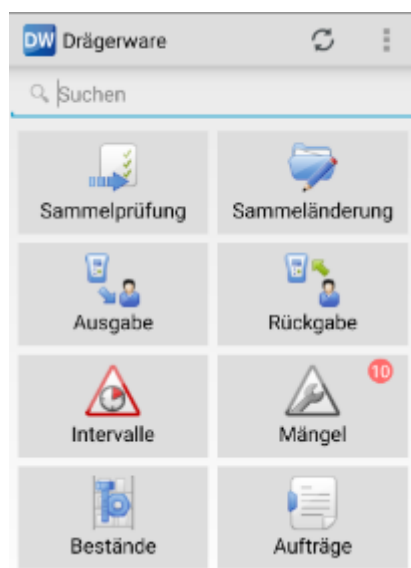 DW Drägerware
Suchen
Sammelprüfung Sammeländerung
Ausgabe Rückgabe
10
Intervalle Mängel
Bestände Aufträge